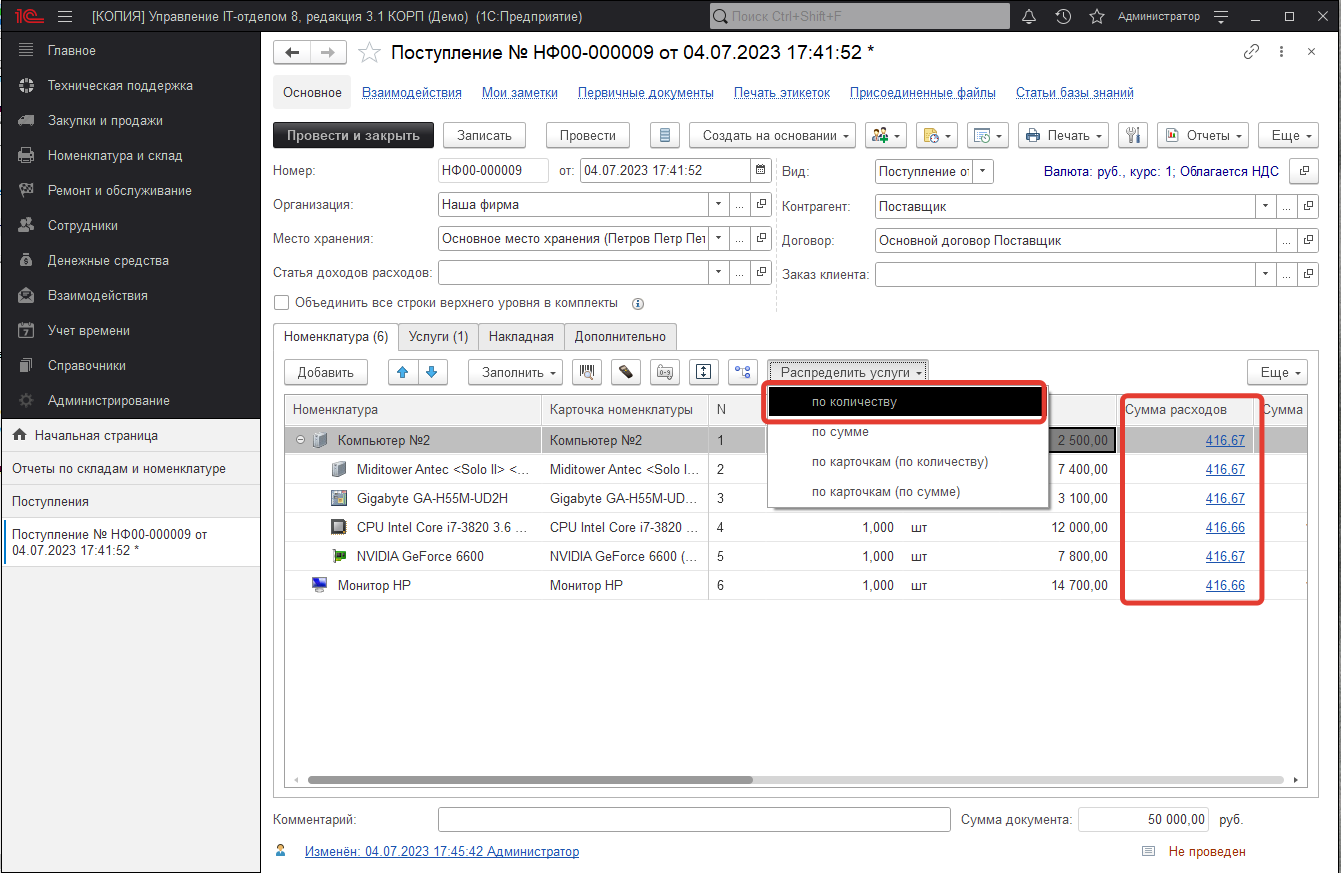 1С [КОПИЯ] Управление IT-отделом 8, редакция 3.1 КОРП (Демо) (1С:Предприятие) Поиск Ctrl+Shift+F Администратор
Главное
Техническая поддержка
Закупки и продажи
Номенклатура и склад
Ремонт и обслуживание
Сотрудники
Денежные средства
Взаимодействия
Учет времени
Справочники
Администрирование
Начальная страница
Отчеты по складам и номенклатуре
Поступления
Поступление № НФ00-000009 от
04.07.2023 17:41:52 *
Поступление № НФ00-000009 от 04.07.2023 17:41:52 *
Основное Взаимодействия Мои заметки Первичные документы Печать этикеток Присоединенные файлы Статьи базы знаний
Провести и закрыть Записать Провести Создать на основании Печать Отчеты Еще
Номер: НФ00-000009 от: 04.07.2023 17:41:52 Вид: Поступление от Валюта: руб., курс: 1; Облагается НДС
Организация: Наша фирма Контрагент: Поставщик
Место хранения: Основное место хранения (Петров Петр Пет Договор: Основной договор Поставщик
Статья доходов расходов: Заказ клиента:
Объединить все строки верхнего уровня в комплекты
Номенклатура (6) Услуги (1) Накладная Дополнительно
Добавить Заполнить Распределить услуги Еще
по количеству
по сумме
по карточкам (по количеству)
по карточкам (по сумме)
Номенклатура Карточка номенклатуры N Сумма расходов Сумма
Компьютер №2 Компьютер №2 1 2 500,00 416,67
Miditower Antec <Solo II> <... Miditower Antec <Solo I... 2 7 400,00 416,67
Gigabyte GA-H55M-UD2H Gigabyte GA-H55M-UD... 3 3 100,00 416,67
CPU Intel Core i7-3820 3.6 ... CPU Intel Core i7-3820 ... 4 1,000 шт 12 000,00 416,66
NVIDIA GeForce 6600 NVIDIA GeForce 6600 (... 5 1,000 шт 7 800,00 416,67
Монитор HP Монитор HP 6 1,000 шт 14 700,00 416,66
Комментарий: Сумма документа: 50 000,00 руб.
Изменён: 04.07.2023 17:45:42 Администратор Не проведен